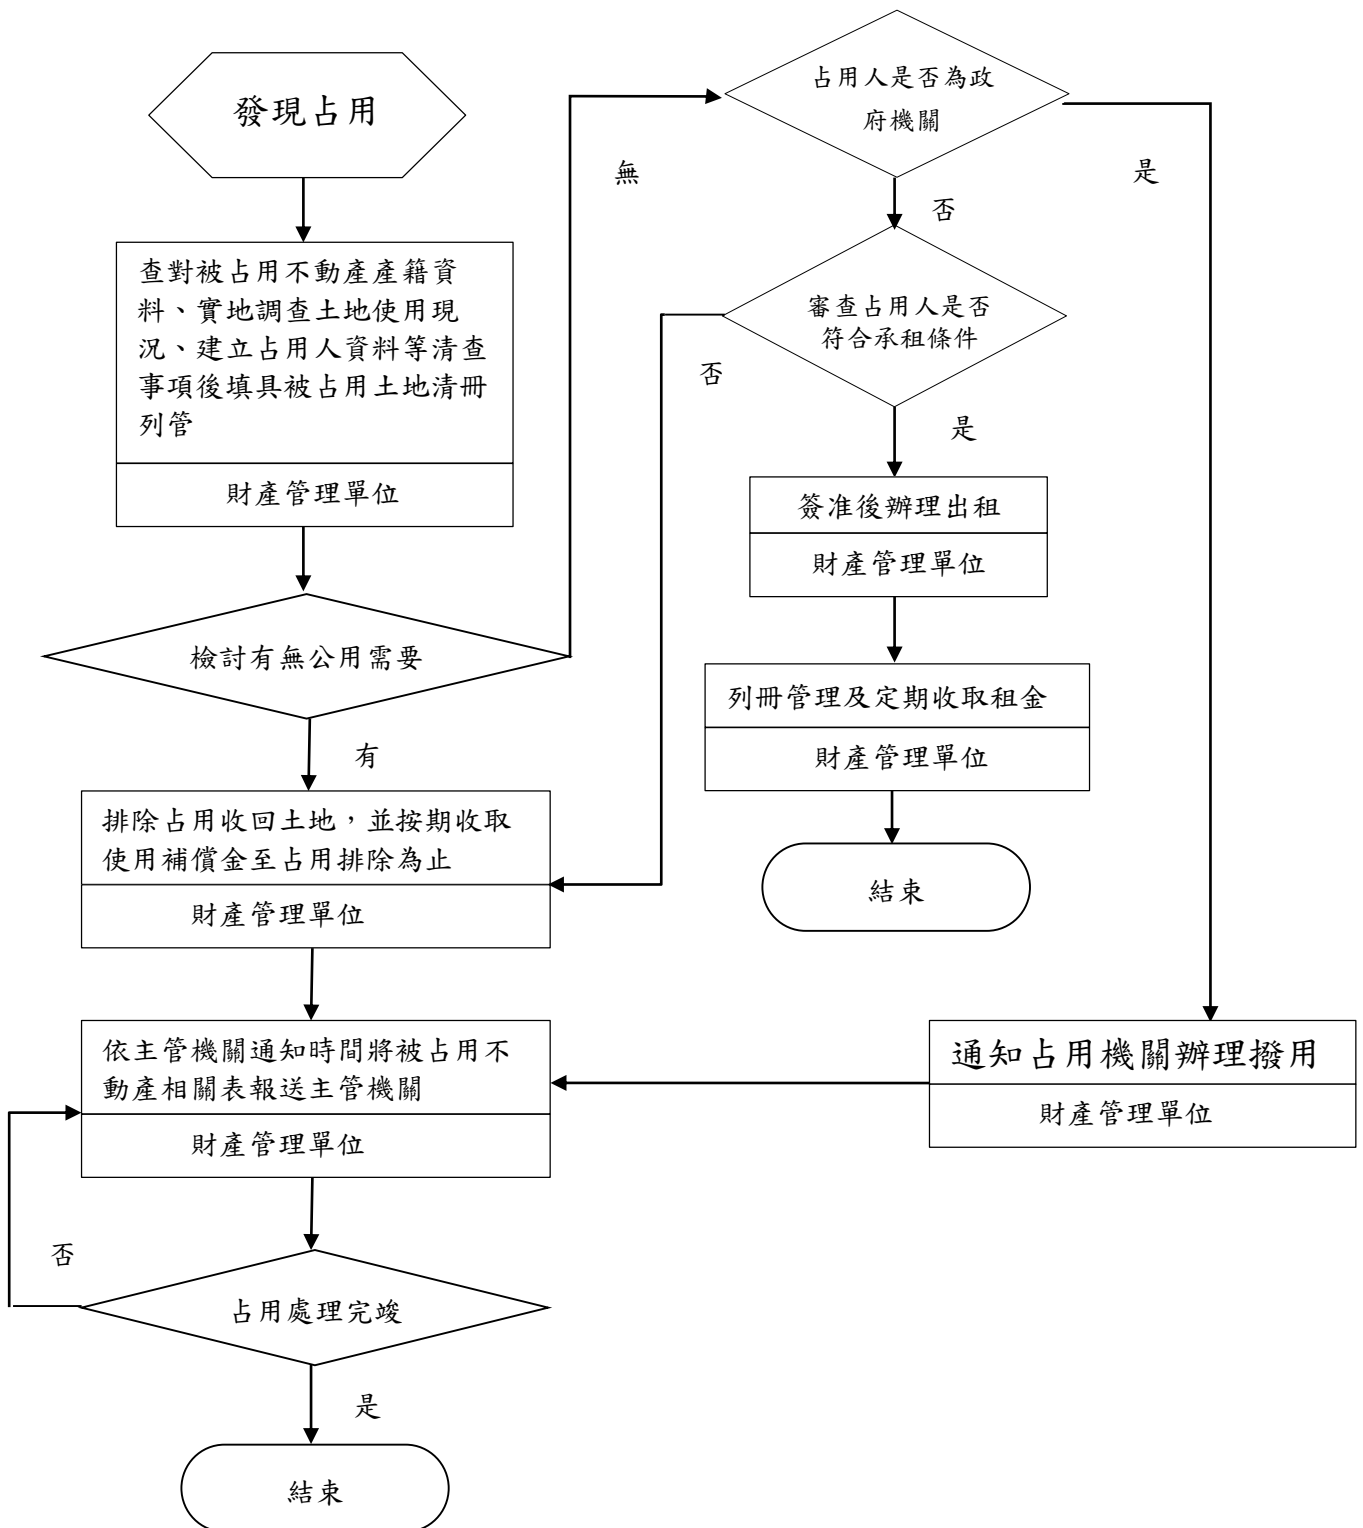 發現占用
查對被占用不動產產籍資
料、實地調查土地使用現
況、建立占用人資料等清查
事項後填具被占用土地清冊
列管
財產管理單位
檢討有無公用需要
無
有
占用人是否為政
府機關
是
否
審查占用人是否
符合承租條件
否
是
簽准後辦理出租
財產管理單位
列冊管理及定期收取租金
財產管理單位
結束
排除占用收回土地，並按期收取
使用補償金至占用排除為止
財產管理單位
通知占用機關辦理撥用
財產管理單位
依主管機關通知時間將被占用不
動產相關表報送主管機關
財產管理單位
否
占用處理完竣
是
結束